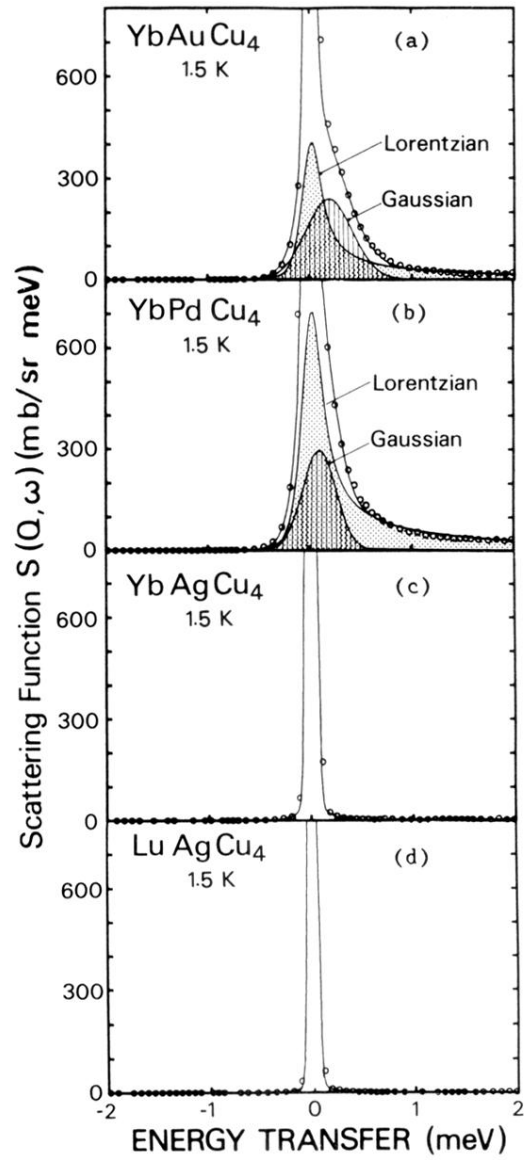 YbAuCu4
1.5 K
(a)
Lorentzian
Gaussian
600
300
0
YbPdCu4
1.5 K
(b)
Lorentzian
Gaussian
600
300
0
YbAgCu4
1.5 K
(c)
600
300
0
LuAgCu4
1.5 K
(d)
600
300
0
-2 -1 0 1 2
ENERGY TRANSFER (meV)
Scattering Function S(Q,ω)(mb/sr meV)